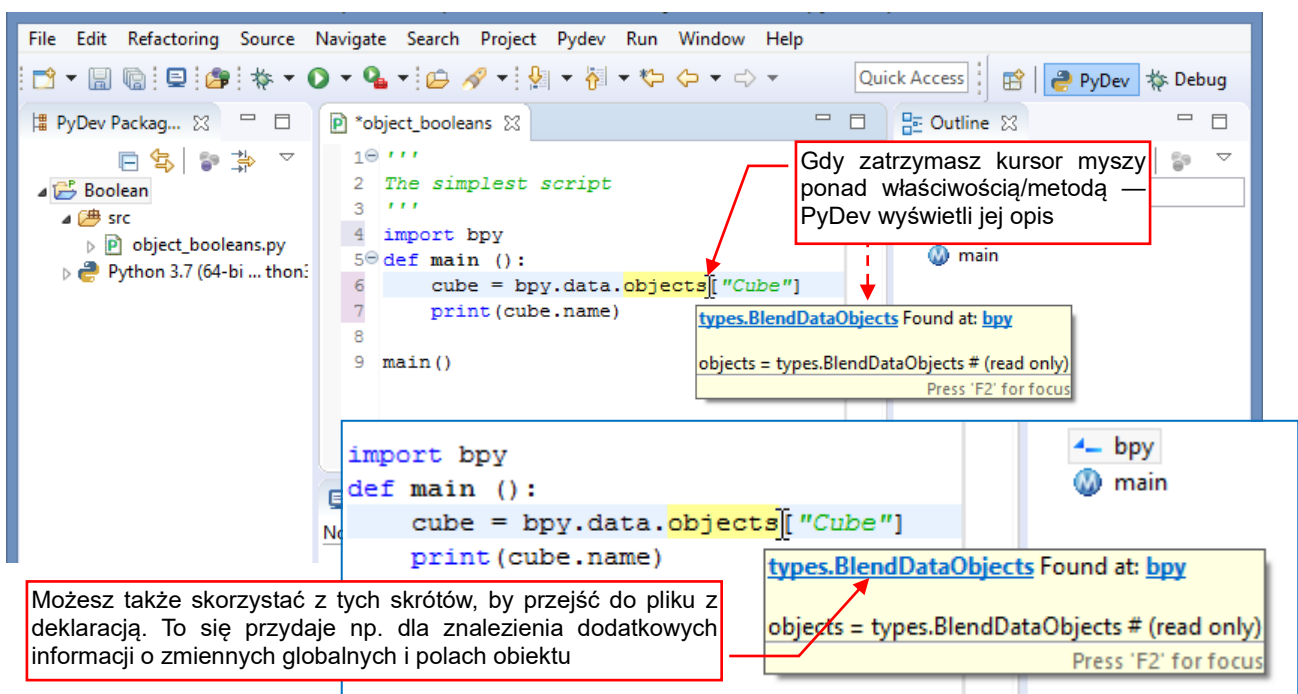 File Edit Refactoring Source Navigate Search Project Pydev Run Window Help
Quick Access PyDev Debug
PyDev Packag...
*object_booleans
Outline
Boolean
src
object_booleans.py
Python 3.7 (64-bi ... thon3
1 '''
2 The simplest script
3 '''
4 import bpy
5 def main ():
6 cube = bpy.data.objects["Cube"]
7 print(cube.name)
8
9 main()
Gdy zatrzymasz kursor myszy
ponad właściwością/metodą —
PyDev wyświetli jej opis
main
types.BlendDataObjects Found at: bpy
objects = types.BlendDataObjects # (read only)
Press 'F2' for focus
import bpy
def main ():
cube = bpy.data.objects["Cube"]
print(cube.name)
bpy
main
types.BlendDataObjects Found at: bpy
objects = types.BlendDataObjects # (read only)
Press 'F2' for focus
Możesz także skorzystać z tych skrótów, by przejść do pliku z
deklaracją. To się przydaje np. dla znalezienia dodatkowych
informacji o zmiennych globalnych i polach obiektu